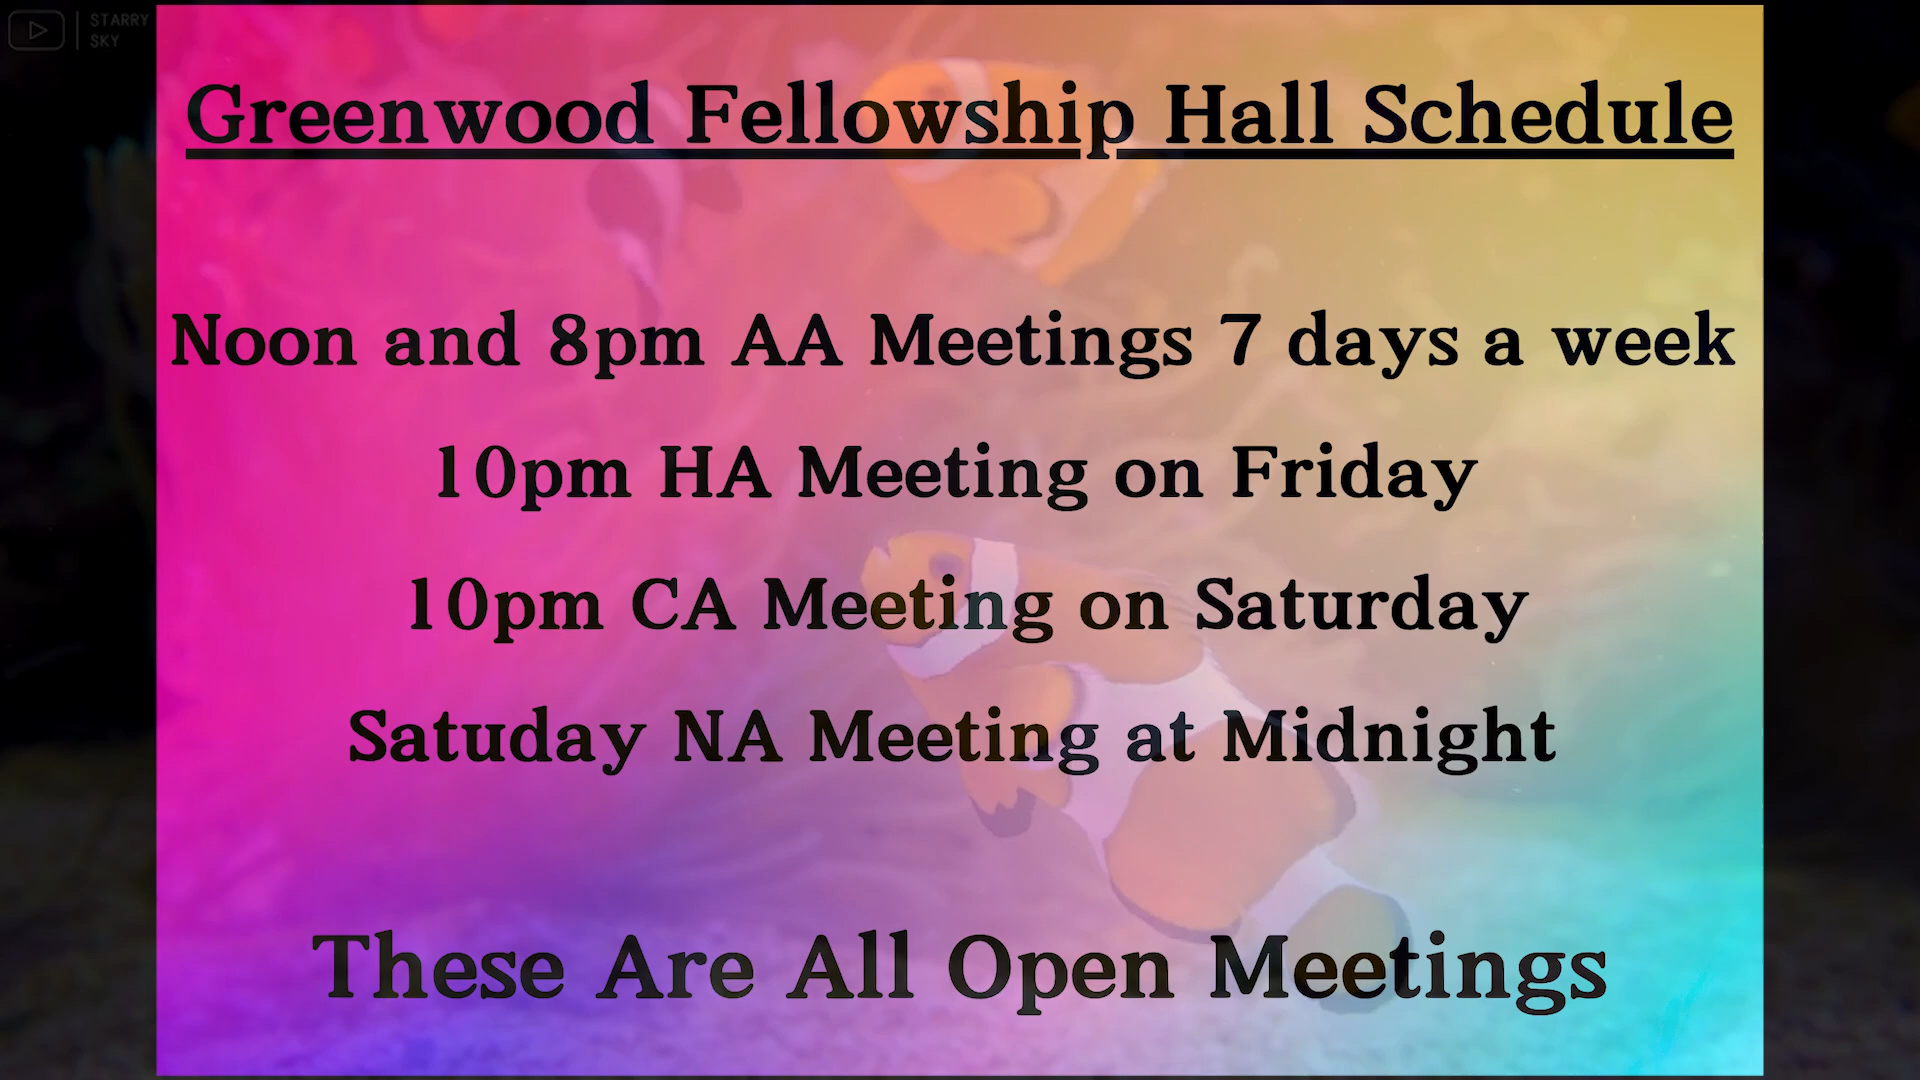 STARRY
SKY
Greenwood Fellowship Hall Schedule
Noon and 8pm AA Meetings 7 days a week
10pm HA Meeting on Friday
10pm CA Meeting on Saturday
Satuday NA Meeting at Midnight
These Are All Open Meetings